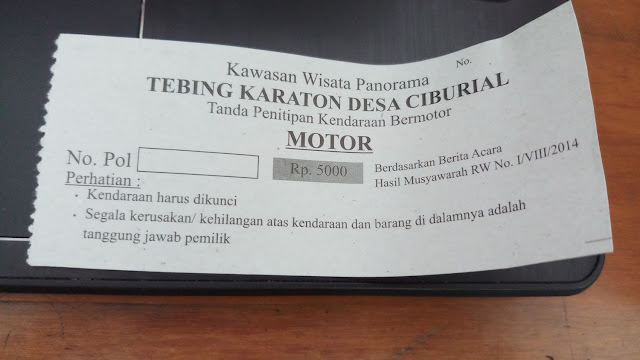 Kawasan Wisata Panorama
No.
TEBING KARATON DESA CIBURIAL
Tanda Penitipan Kendaraan Bermotor
MOTOR
No. Pol
Rp. 5000
Berdasarkan Berita Acara
Hasil Musyawarah RW No. I/VIII/2014
Perhatian :
· Kendaraan harus dikunci
· Segala kerusakan/ kehilangan atas kendaraan dan barang di dalamnya adalah
tanggung jawab pemilik